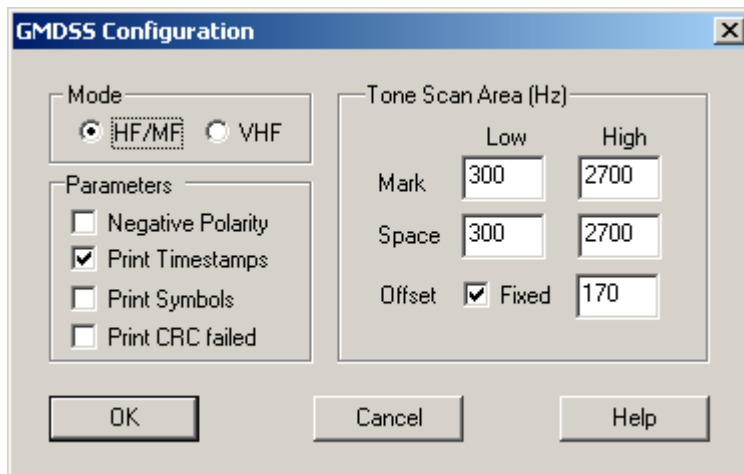 GMDSS Configuration
Mode
HF/MF VHF
Parameters
Negative Polarity
Print Timestamps
Print Symbols
Print CRC failed
Tone Scan Area (Hz)
Low High
Mark 300 2700
Space 300 2700
Offset Fixed 170
OK Cancel Help